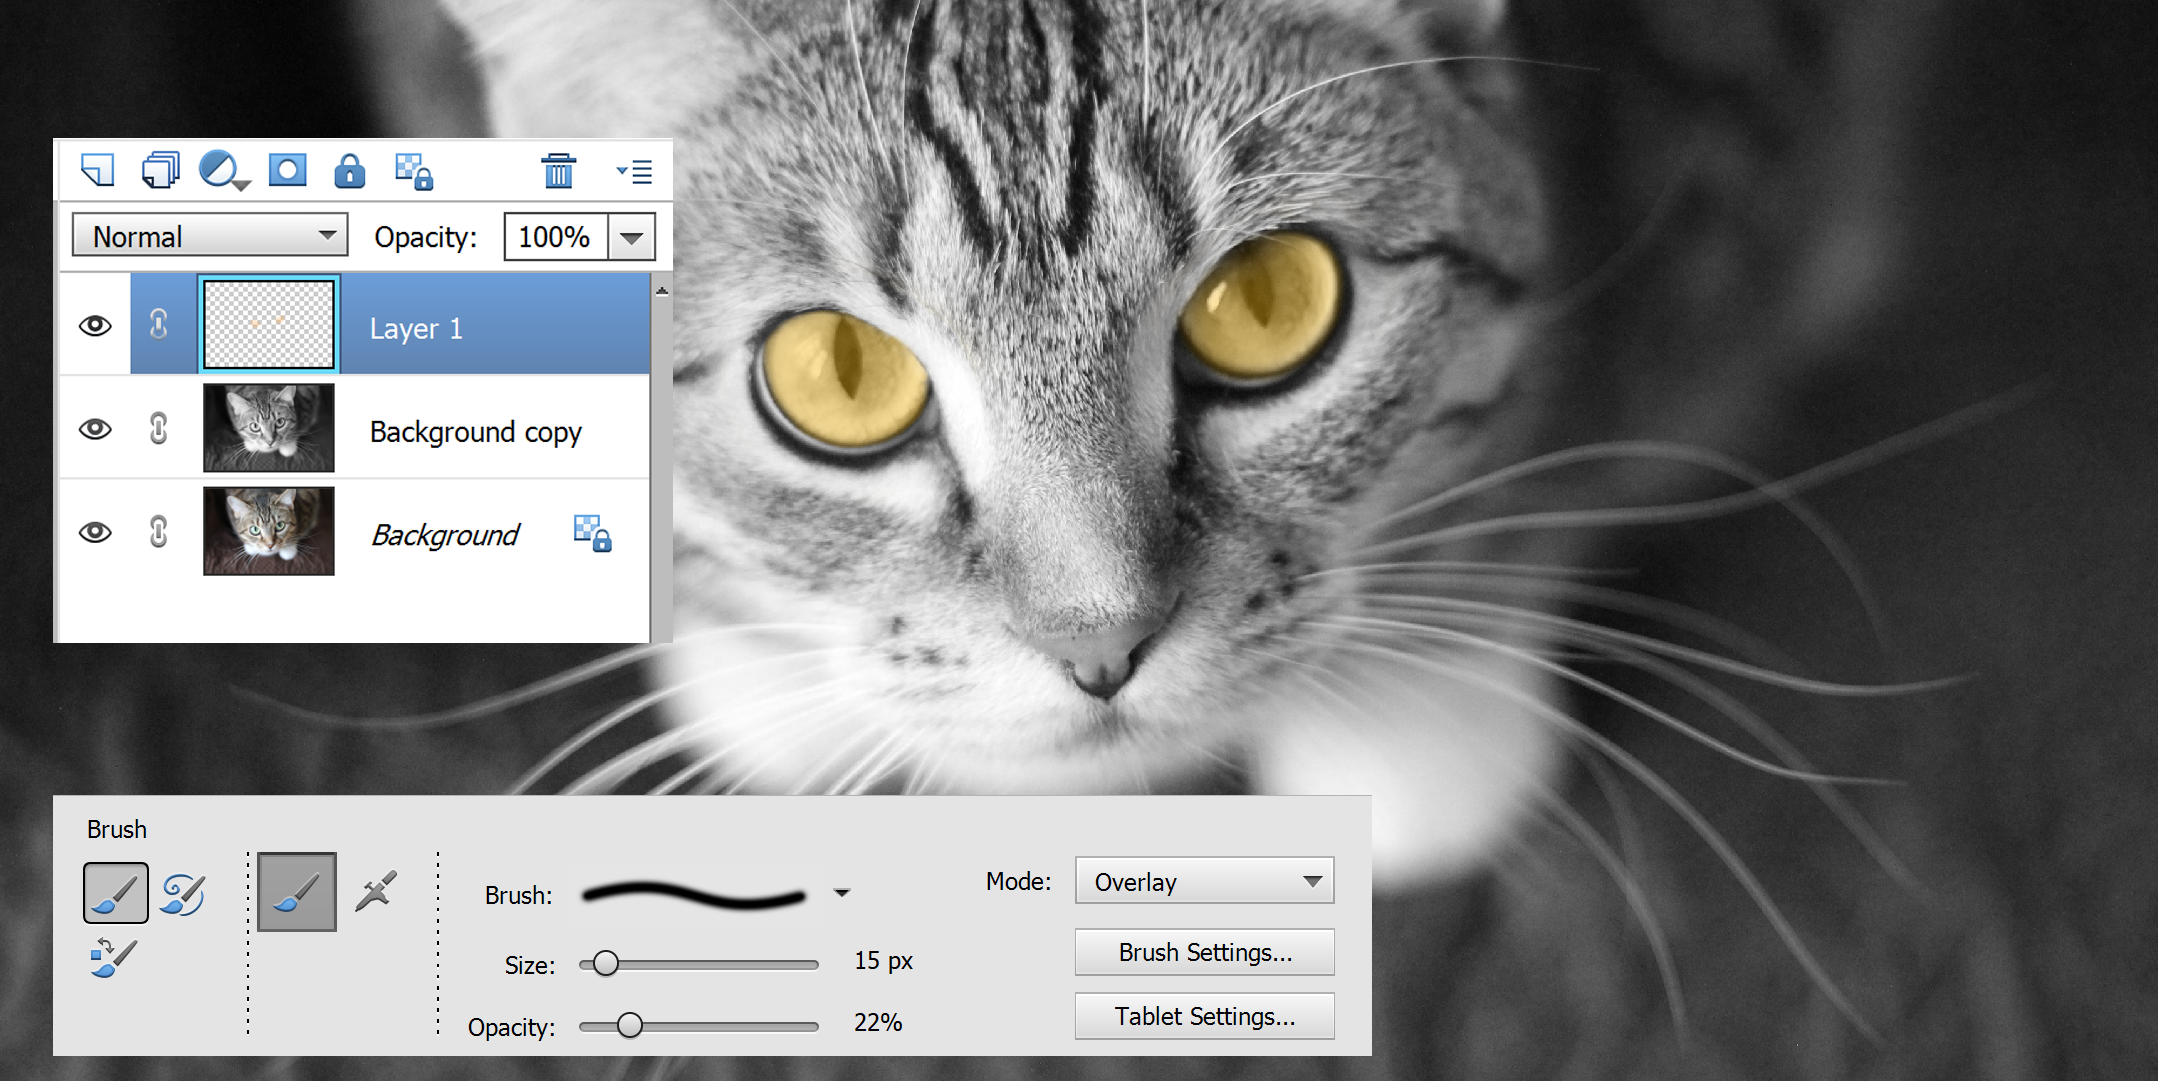 Normal
Opacity: 100%
Layer 1
Background copy
Background
Brush
Brush:
Mode: Overlay
Size: 15 px
Brush Settings...
Opacity: 22%
Tablet Settings...